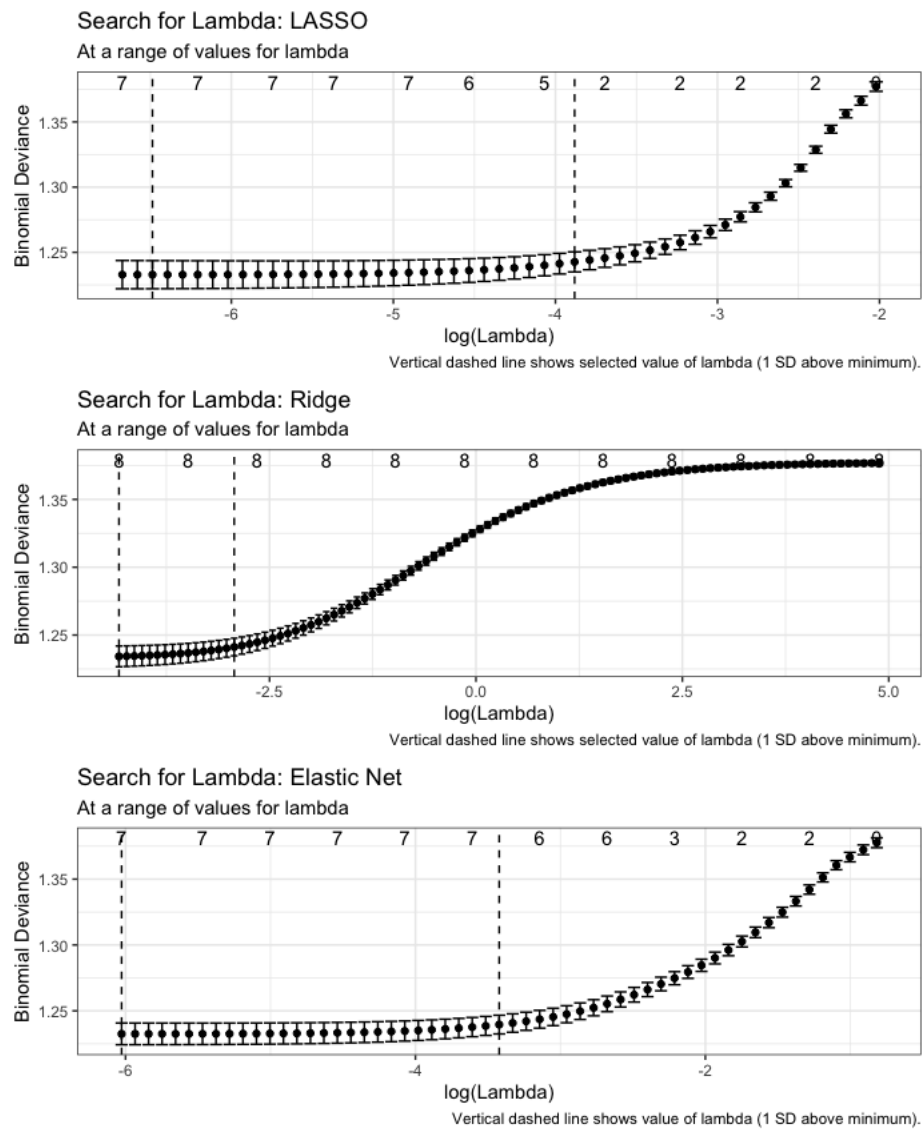 Search for Lambda: LASSO
At a range of values for lambda
7 7 7 7 7 6 5 2 2 2 2 0
1.35
1.30
1.25
Binomial Deviance
-6 -5 -4 -3 -2
log(Lambda)
Vertical dashed line shows selected value of lambda (1 SD above minimum).
Search for Lambda: Ridge
At a range of values for lambda
8 8 8 8 8 8 8 8 8 8 8 8
1.35
1.30
1.25
Binomial Deviance
-2.5 0.0 2.5 5.0
log(Lambda)
Vertical dashed line shows selected value of lambda (1 SD above minimum).
Search for Lambda: Elastic Net
At a range of values for lambda
7 7 7 7 7 7 6 6 3 2 2 0
1.35
1.30
1.25
Binomial Deviance
-6 -4 -2
log(Lambda)
Vertical dashed line shows value of lambda (1 SD above minimum).